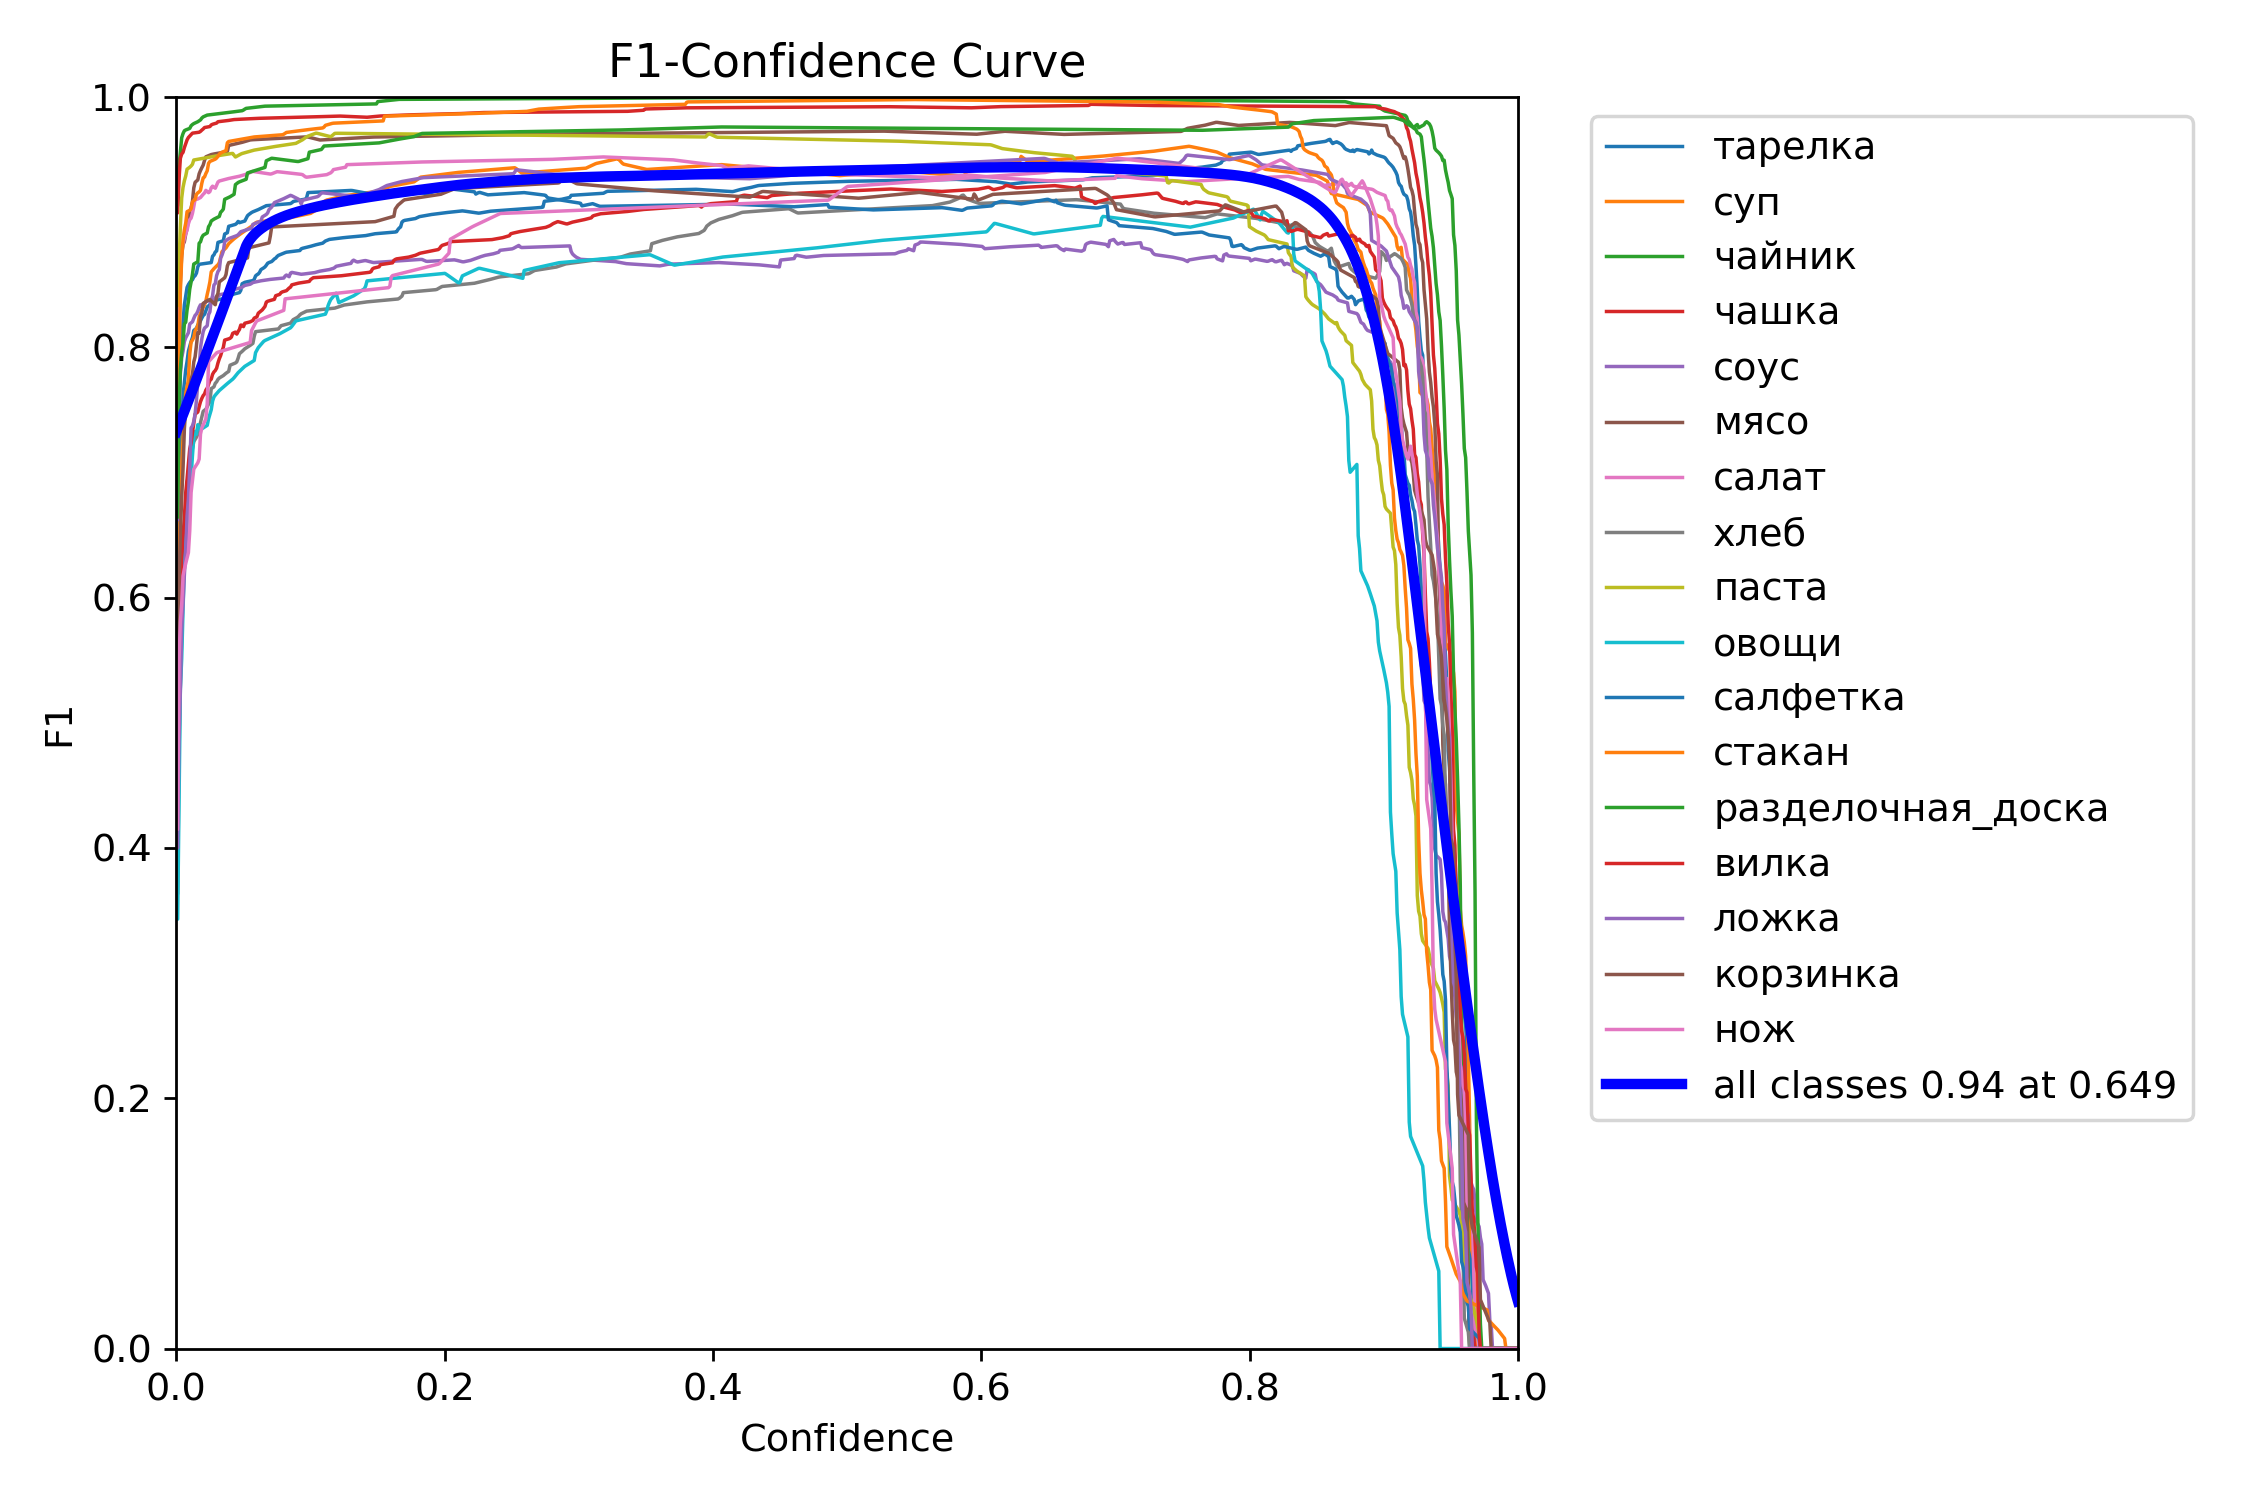 F1-Confidence Curve
1.0
0.8
0.6
0.4
0.2
0.0
F1
0.0 0.2 0.4 0.6 0.8 1.0
Confidence
тарелка
суп
чайник
чашка
соус
мясо
салат
хлеб
паста
овощи
салфетка
стакан
разделочная_доска
вилка
ложка
корзинка
нож
all classes 0.94 at 0.649